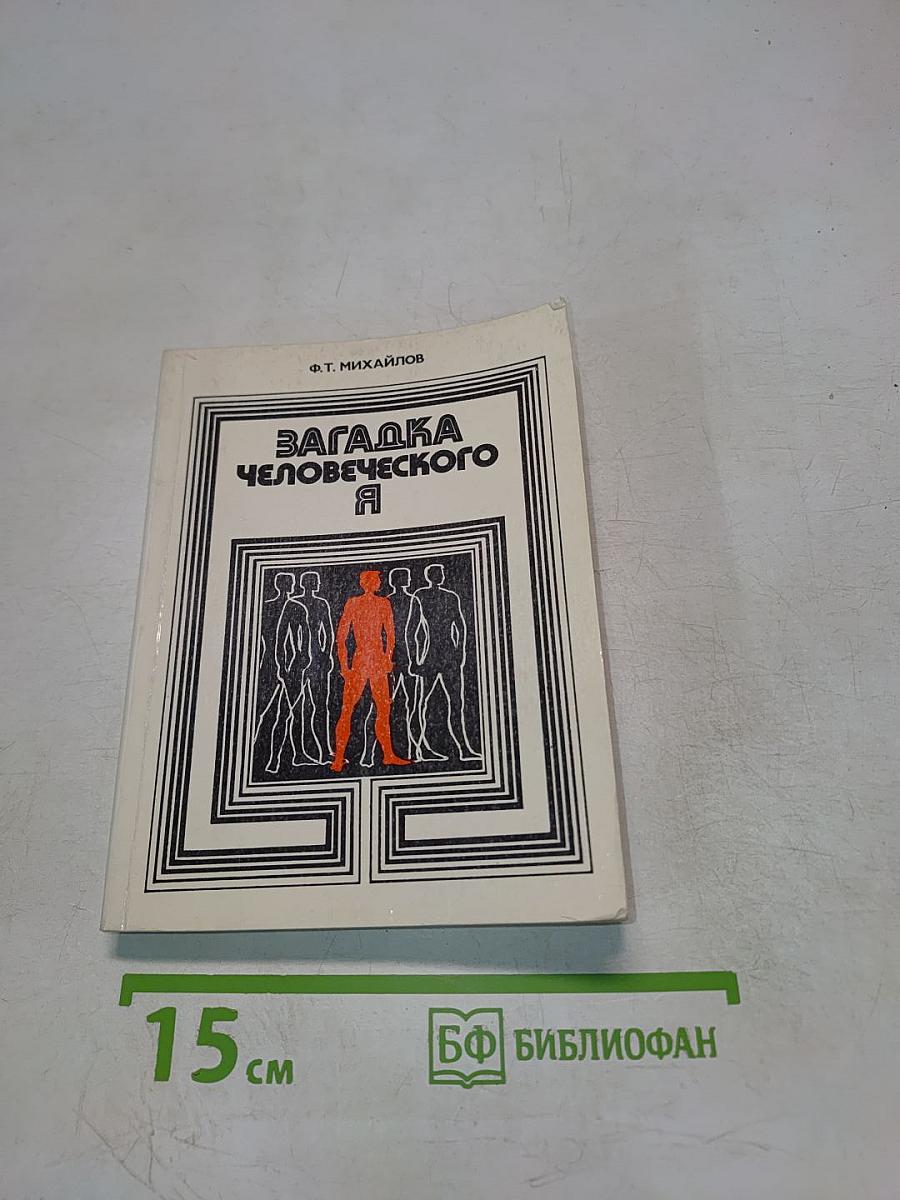 Ф.Т. МИХАЙЛОВ
ЗАГАДКА
ЧЕЛОВЕЧЕСКОГО
Я
15 см
БФ БИБЛИОФАН